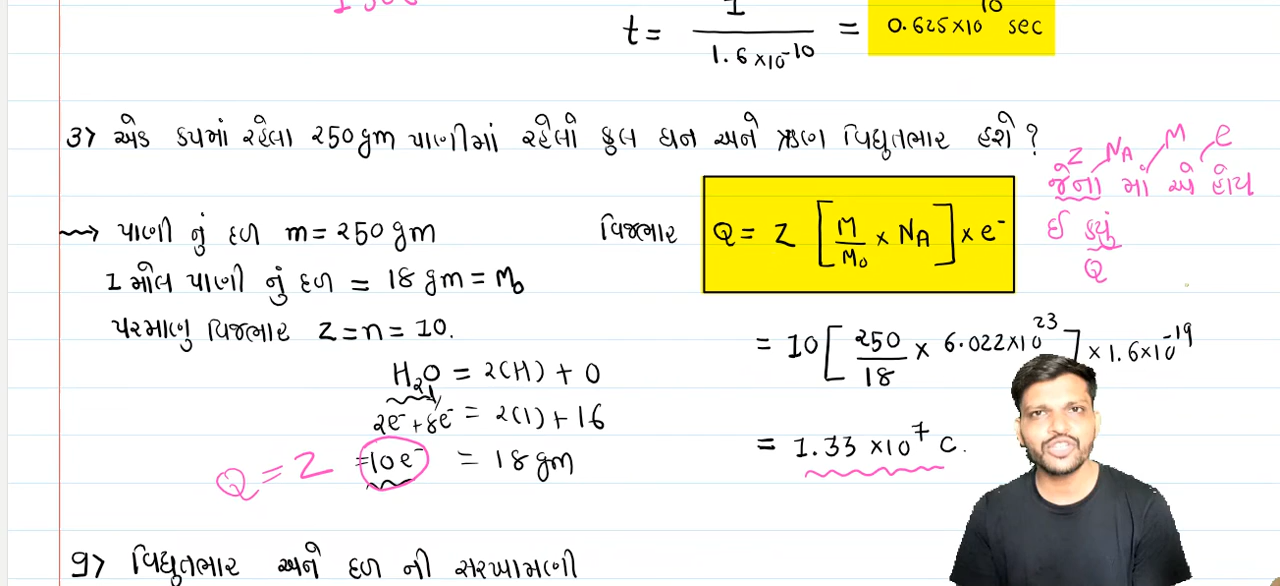 t = 1 / 1.6×10⁻¹⁰ = 0.625×10¹⁰ sec
3> એક કપમાં રહેલા 250gm પાણીમાં રહેલો કુલ ધન અને ઋણ વિદ્યુતભાર હશે ?
Z NA M e
જેના માં એ હોય
ઈ ક્યું
Q
→ પાણી નું દળ m = 250 gm
1 મોલ પાણી નું દળ = 18 gm = M₀
પરમાણુ વિજભાર Z = n = 10.
H₂O = 2(H) + O
2e⁻ + 8e⁻ = 2(1) + 16
= 10e⁻ = 18 gm
Q = Z
વિજભાર Q = Z [ M/M₀ × NA ] × e⁻
= 10 [ 250/18 × 6.022×10²³ ] × 1.6×10⁻¹⁹
= 1.33 ×10⁷ C.
9> વિદ્યુતભાર અને દળ ની સરખામણી